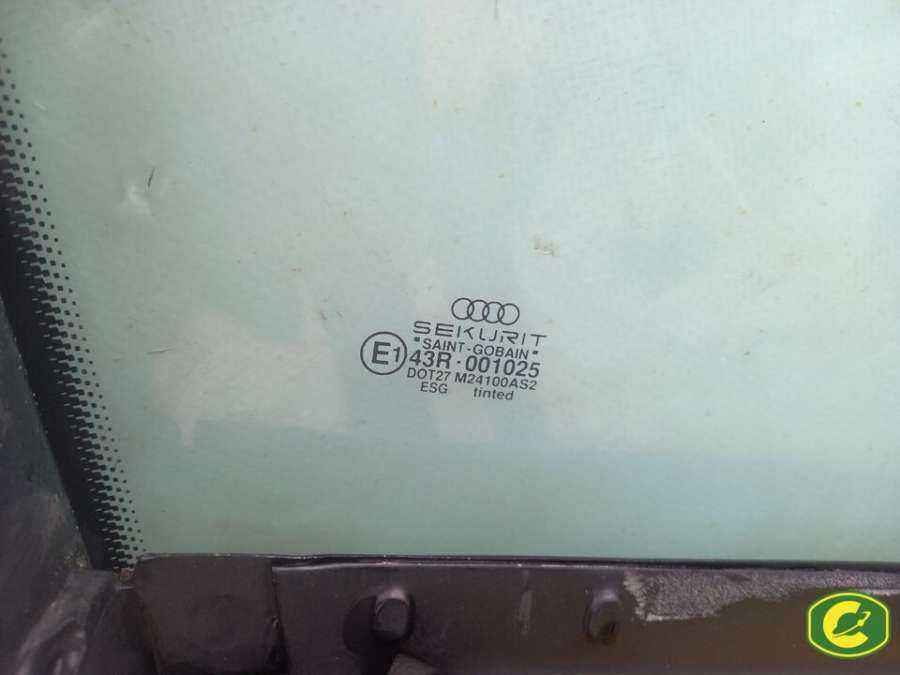 SEKURIT
"SAINT-GOBAIN"
E1 43R · 001025
DOT27 M24100AS2
ESG tinted